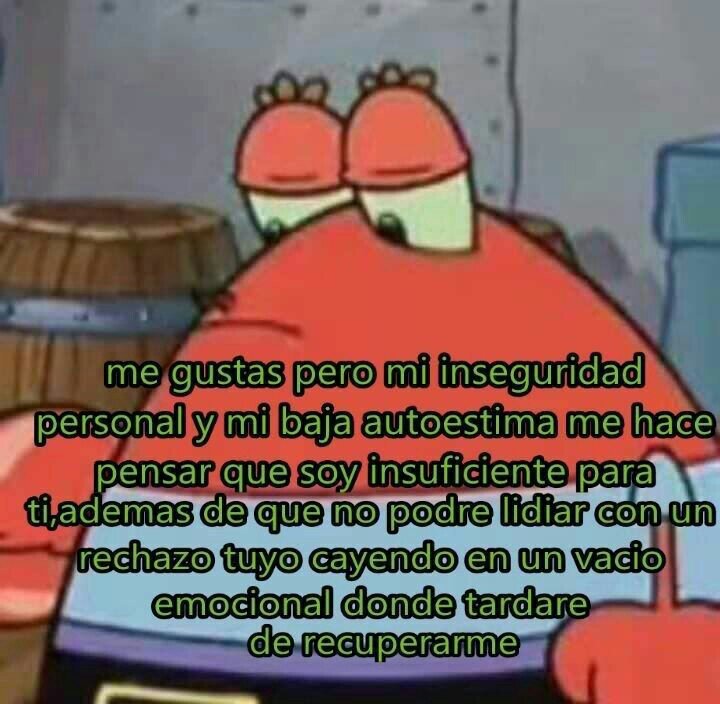 me gustas pero mi inseguridad
personal y mi baja autoestima me hace
pensar que soy insuficiente para
ti,ademas de que no podre lidiar con un
rechazo tuyo cayendo en un vacio
emocional donde tardare
de recuperarme